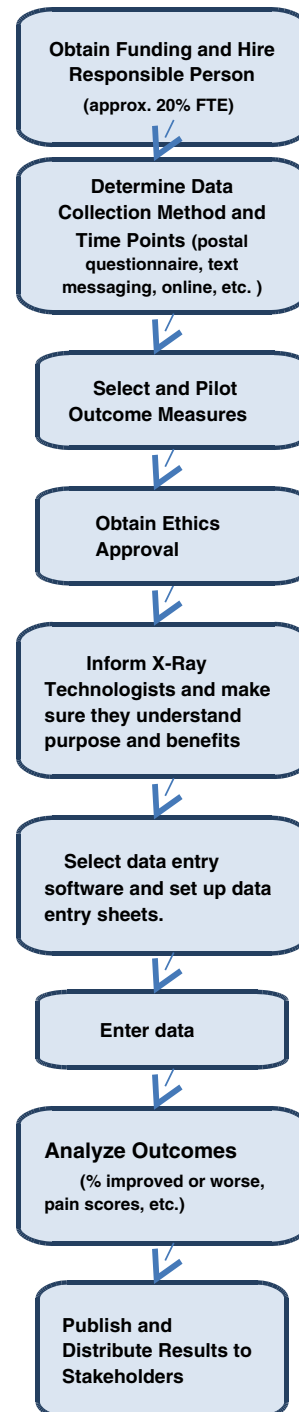 Obtain Funding and Hire
Responsible Person
(approx. 20% FTE)
Determine Data
Collection Method and
Time Points (postal
questionnaire, text
messaging, online, etc. )
Select and Pilot
Outcome Measures
Obtain Ethics
Approval
Inform X-Ray
Technologists and make
sure they understand
purpose and benefits
Select data entry
software and set up data
entry sheets.
Enter data
Analyze Outcomes
(% improved or worse,
pain scores, etc.)
Publish and
Distribute Results to
Stakeholders